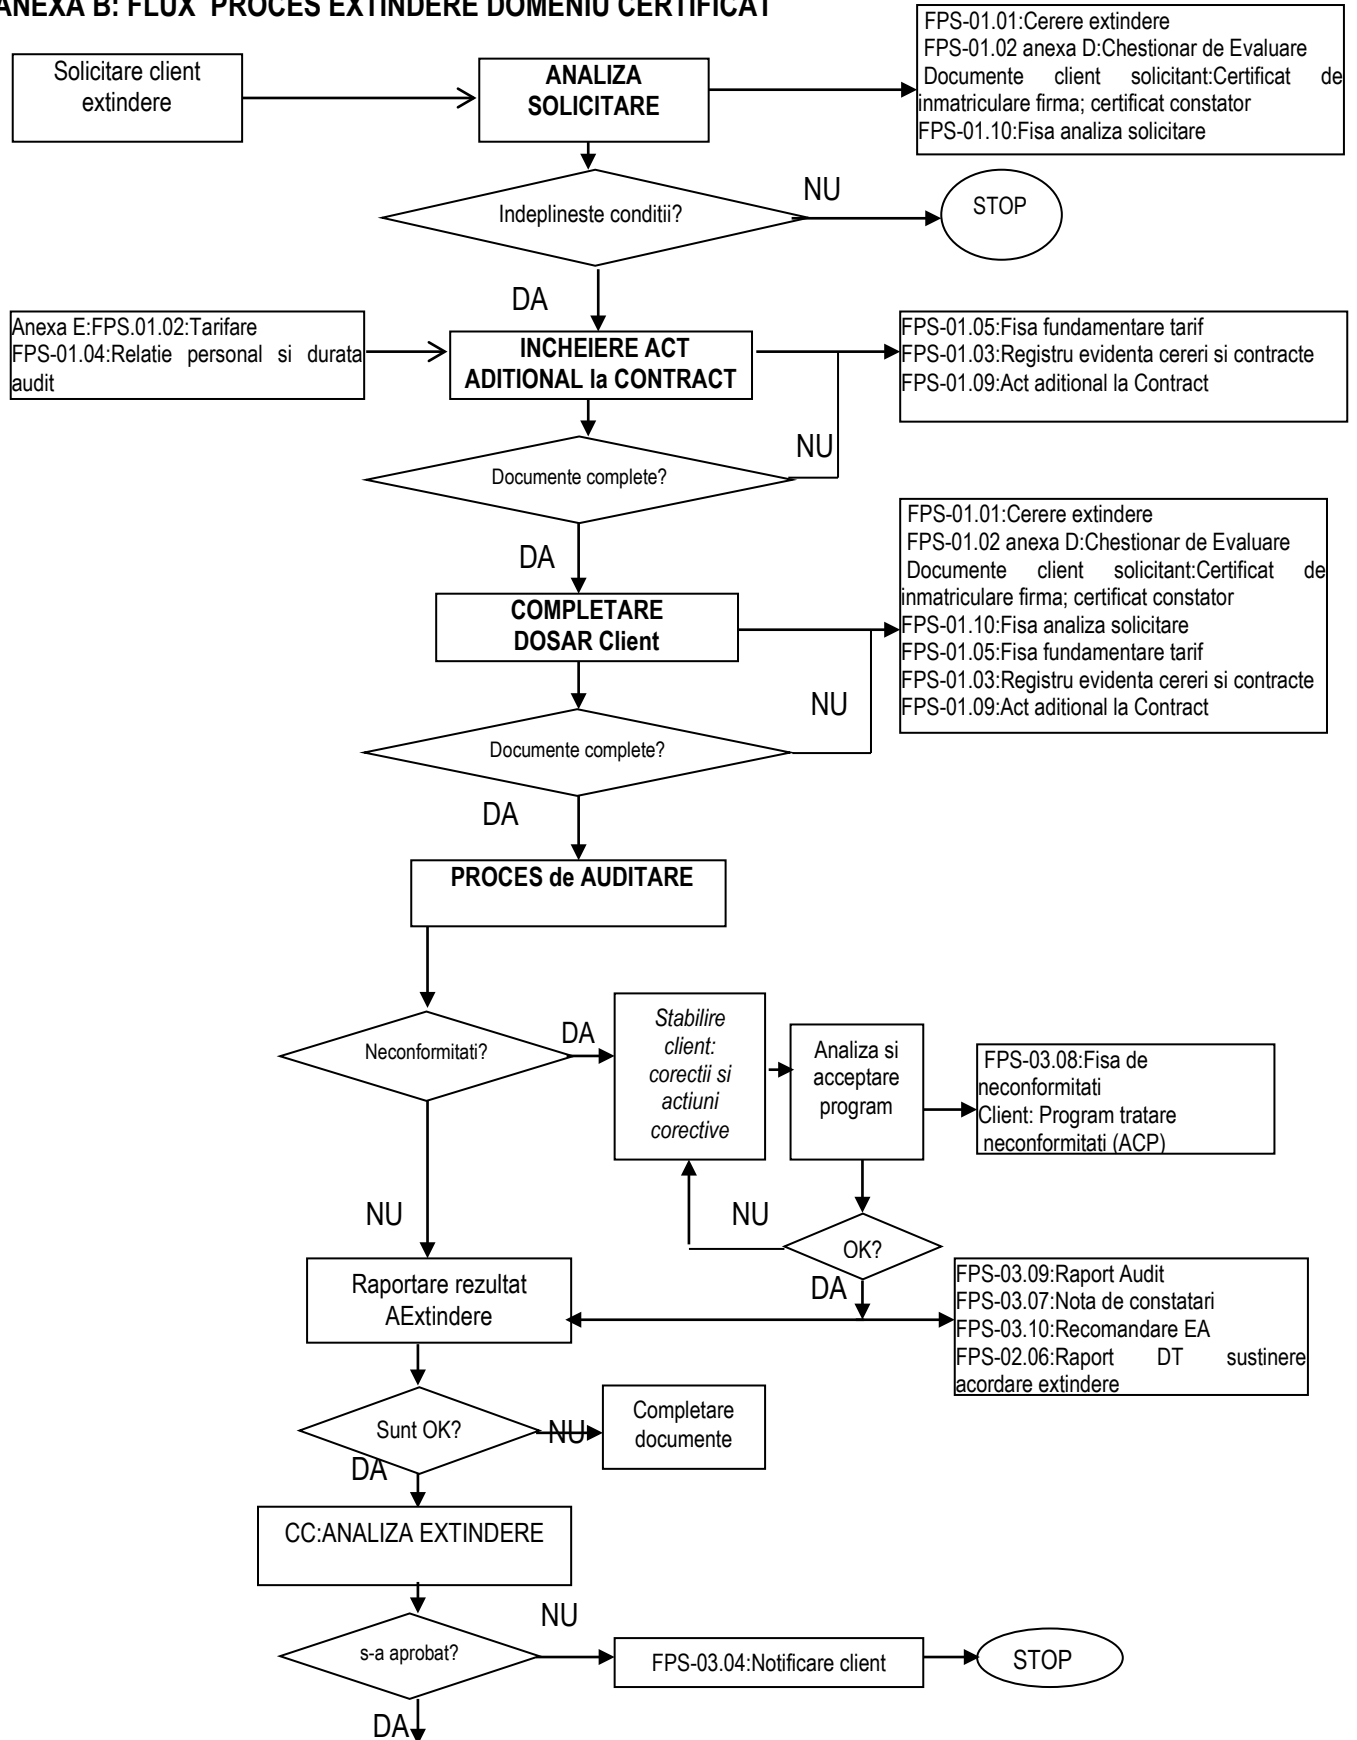 ANEXA B: FLUX PROCES EXTINDERE DOMENIU CERTIFICAT
Solicitare client
extindere
ANALIZA
SOLICITARE
FPS-01.01:Cerere extindere
FPS-01.02 anexa D:Chestionar de Evaluare
Documente client solicitant:Certificat de
inmatriculare firma; certificat constator
FPS-01.10:Fisa analiza solicitare
Indeplineste conditii?
NU
STOP
DA
Anexa E:FPS.01.02:Tarifare
FPS-01.04:Relatie personal si durata
audit
INCHEIERE ACT
ADITIONAL la CONTRACT
FPS-01.05:Fisa fundamentare tarif
FPS-01.03:Registru evidenta cereri si contracte
FPS-01.09:Act aditional la Contract
NU
Documente complete?
DA
COMPLETARE
DOSAR Client
FPS-01.01:Cerere extindere
FPS-01.02 anexa D:Chestionar de Evaluare
Documente client solicitant:Certificat de
inmatriculare firma; certificat constator
FPS-01.10:Fisa analiza solicitare
FPS-01.05:Fisa fundamentare tarif
FPS-01.03:Registru evidenta cereri si contracte
FPS-01.09:Act aditional la Contract
NU
Documente complete?
DA
PROCES de AUDITARE
Neconformitati?
DA
Stabilire
client:
corectii si
actiuni
corective
Analiza si
acceptare
program
FPS-03.08:Fisa de
neconformitati
Client: Program tratare
neconformitati (ACP)
NU
NU
OK?
DA
Raportare rezultat
AExtindere
FPS-03.09:Raport Audit
FPS-03.07:Nota de constatari
FPS-03.10:Recomandare EA
FPS-02.06:Raport DT sustinere
acordare extindere
Sunt OK?
NU
Completare
documente
DA
CC:ANALIZA EXTINDERE
s-a aprobat?
NU
FPS-03.04:Notificare client
STOP
DA